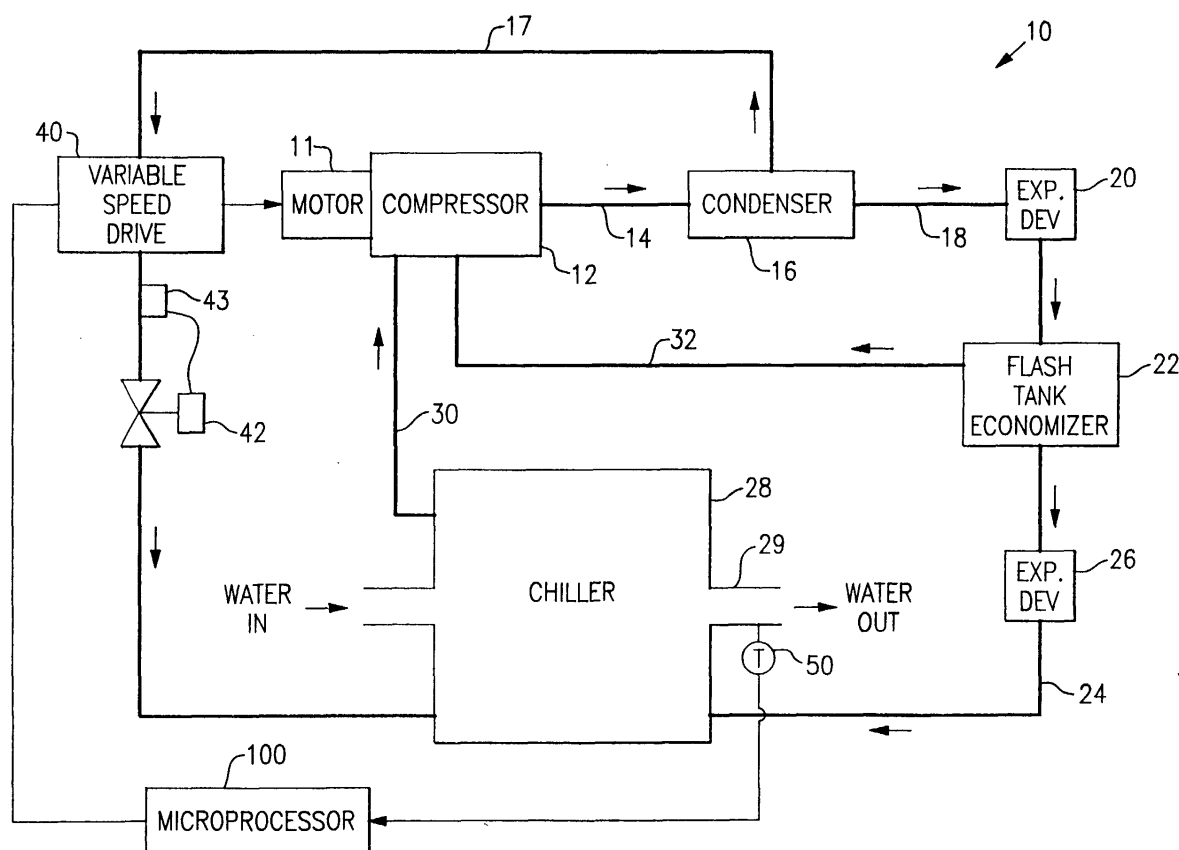 17
10
40
VARIABLE
SPEED
DRIVE
11
MOTOR
COMPRESSOR
12
14
CONDENSER
16
18
EXP.
DEV
20
43
42
30
32
FLASH
TANK
ECONOMIZER
22
28
29
WATER
IN
CHILLER
WATER
OUT
EXP.
DEV
26
T
50
24
100
MICROPROCESSOR